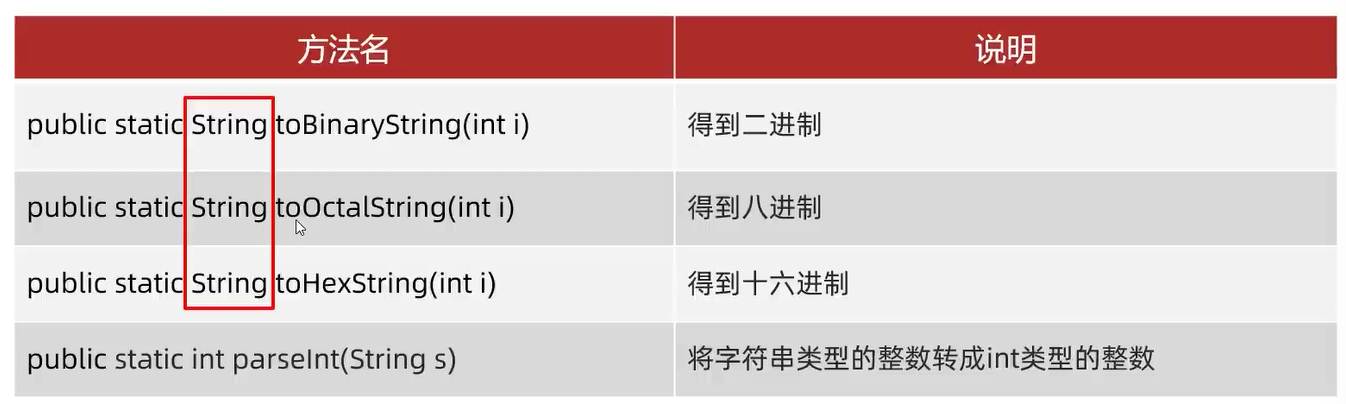 方法名 说明
public static String toBinaryString(int i) 得到二进制
public static String toOctalString(int i) 得到八进制
public static String toHexString(int i) 得到十六进制
public static int parseInt(String s) 将字符串类型的整数转成int类型的整数